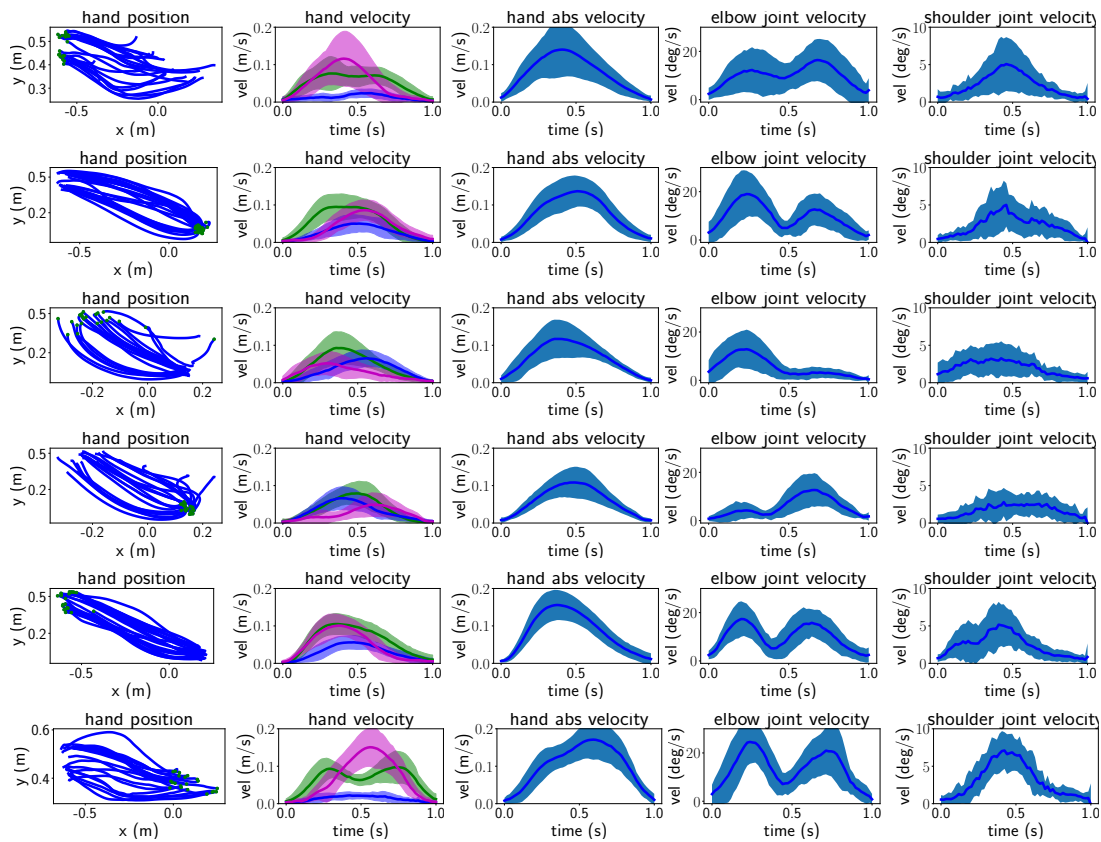 hand position hand velocity hand abs velocity elbow joint velocity shoulder joint velocity
y (m) 0.5 0.4 0.3 -0.5 0.0 x (m)
vel (m/s) 0.2 0.1 0.0 0.0 0.5 1.0 time (s)
vel (m/s) 0.2 0.1 0.0 0.0 0.5 1.0 time (s)
vel (deg/s) 20 0 0.0 0.5 1.0 time (s)
vel (deg/s) 10 5 0 0.0 0.5 1.0 time (s)
hand position hand velocity hand abs velocity elbow joint velocity shoulder joint velocity
y (m) 0.5 0.2 -0.5 0.0 x (m)
vel (m/s) 0.2 0.1 0.0 0.0 0.5 1.0 time (s)
vel (m/s) 0.2 0.1 0.0 0.0 0.5 1.0 time (s)
vel (deg/s) 20 0 0.0 0.5 1.0 time (s)
vel (deg/s) 10 5 0 0.0 0.5 1.0 time (s)
hand position hand velocity hand abs velocity elbow joint velocity shoulder joint velocity
y (m) 0.5 0.2 -0.2 0.0 0.2 x (m)
vel (m/s) 0.2 0.1 0.0 0.0 0.5 1.0 time (s)
vel (m/s) 0.2 0.1 0.0 0.0 0.5 1.0 time (s)
vel (deg/s) 20 0 0.0 0.5 1.0 time (s)
vel (deg/s) 10 5 0 0.0 0.5 1.0 time (s)
hand position hand velocity hand abs velocity elbow joint velocity shoulder joint velocity
y (m) 0.5 0.2 -0.2 0.0 0.2 x (m)
vel (m/s) 0.2 0.1 0.0 0.0 0.5 1.0 time (s)
vel (m/s) 0.2 0.1 0.0 0.0 0.5 1.0 time (s)
vel (deg/s) 20 0 0.0 0.5 1.0 time (s)
vel (deg/s) 10 5 0 0.0 0.5 1.0 time (s)
hand position hand velocity hand abs velocity elbow joint velocity shoulder joint velocity
y (m) 0.5 0.2 -0.5 0.0 x (m)
vel (m/s) 0.2 0.1 0.0 0.0 0.5 1.0 time (s)
vel (m/s) 0.2 0.1 0.0 0.0 0.5 1.0 time (s)
vel (deg/s) 20 0 0.0 0.5 1.0 time (s)
vel (deg/s) 10 5 0 0.0 0.5 1.0 time (s)
hand position hand velocity hand abs velocity elbow joint velocity shoulder joint velocity
y (m) 0.6 0.4 -0.5 0.0 x (m)
vel (m/s) 0.2 0.1 0.0 0.0 0.5 1.0 time (s)
vel (m/s) 0.2 0.1 0.0 0.0 0.5 1.0 time (s)
vel (deg/s) 20 0 0.0 0.5 1.0 time (s)
vel (deg/s) 10 5 0 0.0 0.5 1.0 time (s)